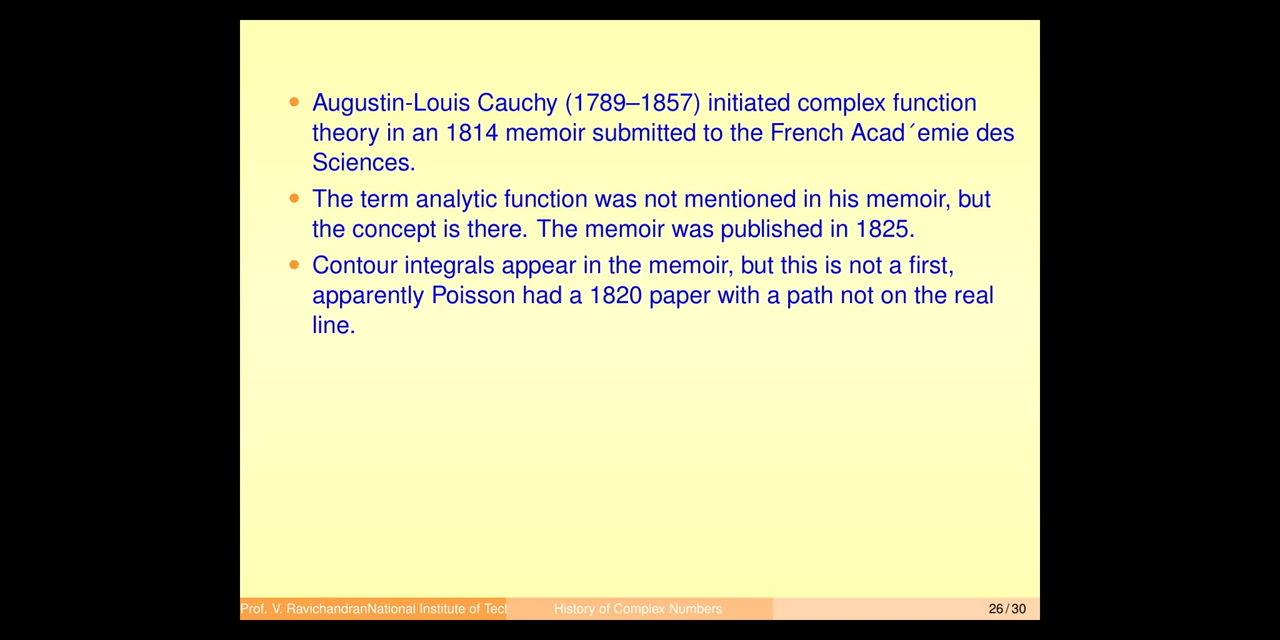 • Augustin-Louis Cauchy (1789–1857) initiated complex function
theory in an 1814 memoir submitted to the French Acad´emie des
Sciences.
• The term analytic function was not mentioned in his memoir, but
the concept is there. The memoir was published in 1825.
• Contour integrals appear in the memoir, but this is not a first,
apparently Poisson had a 1820 paper with a path not on the real
line.
Prof. V. RavichandranNational Institute of Tecl History of Complex Numbers 26 / 30